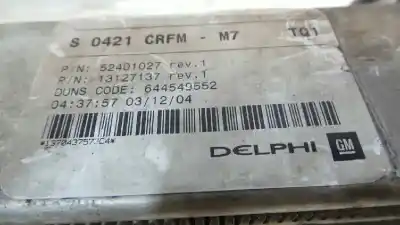 S 0421 CRFM - M7 TQ1
P/N: 52401027 rev.1
P/N: 13127137 rev.1
DUNS CODE: 644549552
04:37:57 03/12/04
DELPHI GM